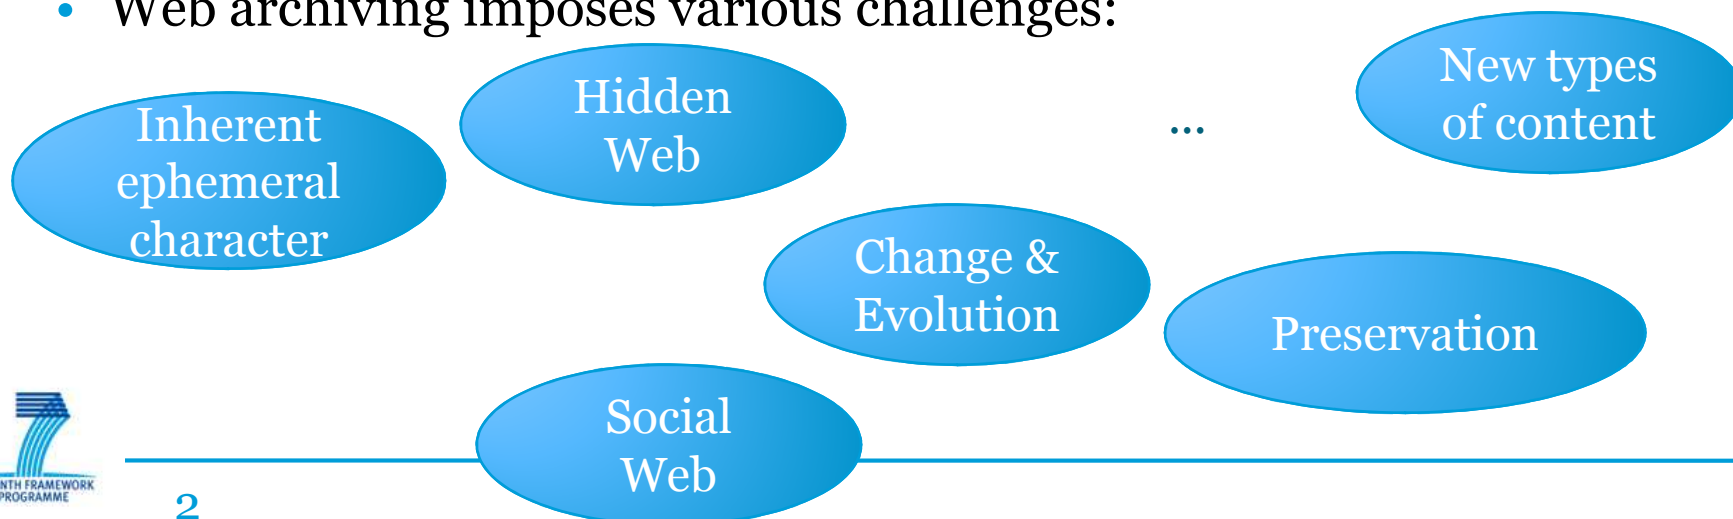 • Web archiving imposes various challenges:
Inherent
ephemeral
character
Hidden
Web
...
New types
of content
Change &
Evolution
Preservation
Social
Web
NTH FRAMEWORK
PROGRAMME
2